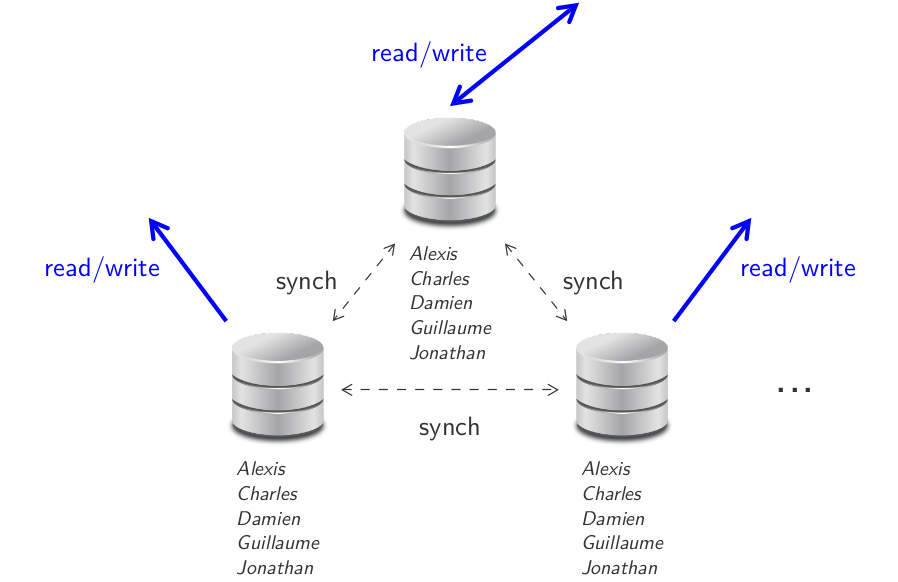 read/write
Alexis
Charles
Damien
Guillaume
Jonathan
synch
synch
read/write
read/write
synch
...
Alexis
Charles
Damien
Guillaume
Jonathan
Alexis
Charles
Damien
Guillaume
Jonathan